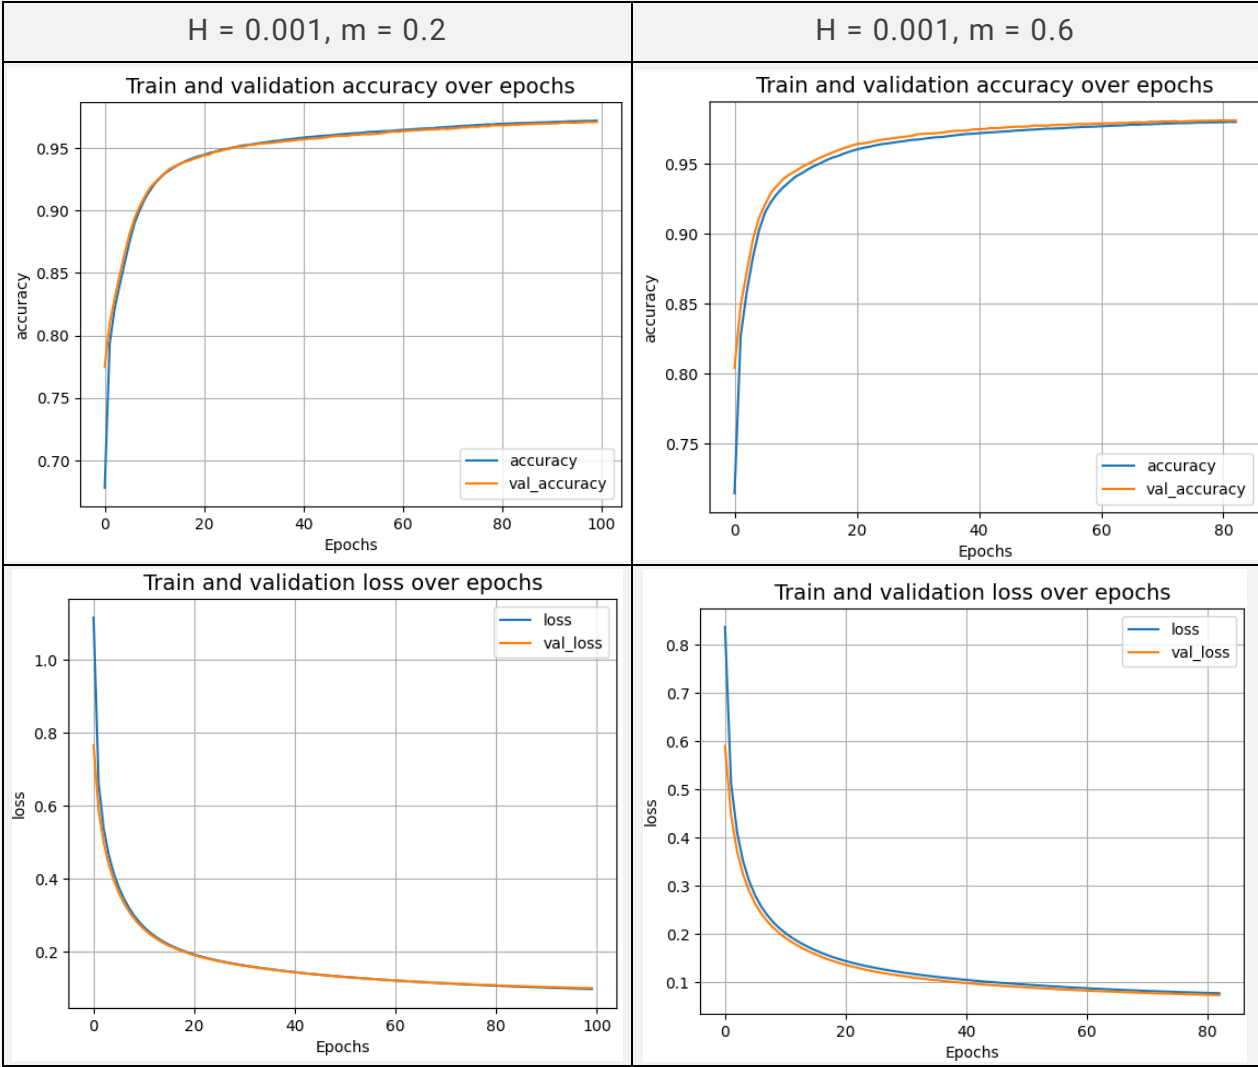 H = 0.001, m = 0.2
H = 0.001, m = 0.6
Train and validation accuracy over epochs
accuracy
0.95
0.90
0.85
0.80
0.75
0.70
accuracy
val_accuracy
0
20
40
60
80
100
Epochs
Train and validation accuracy over epochs
accuracy
0.95
0.90
0.85
0.80
0.75
accuracy
val_accuracy
0
20
40
60
80
Epochs
Train and validation loss over epochs
loss
1.0
0.8
0.6
0.4
0.2
loss
val_loss
0
20
40
60
80
100
Epochs
Train and validation loss over epochs
loss
0.8
0.7
0.6
0.5
0.4
0.3
0.2
0.1
loss
val_loss
0
20
40
60
80
Epochs